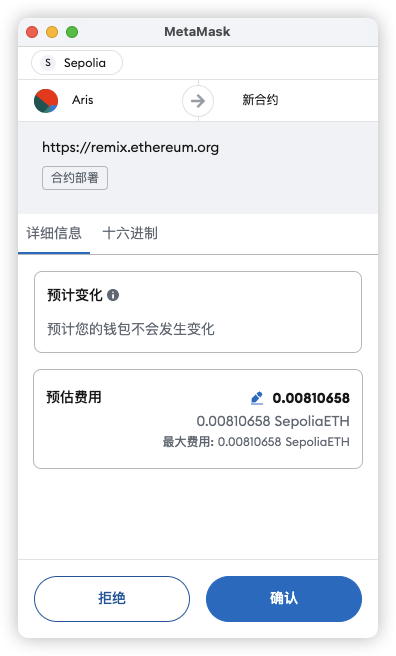 MetaMask
S Sepolia
Aris 新合约
https://remix.ethereum.org
合约部署
详细信息 十六进制
预计变化
预计您的钱包不会发生变化
预估费用 0.00810658
0.00810658 SepoliaETH
最大费用: 0.00810658 SepoliaETH
拒绝 确认